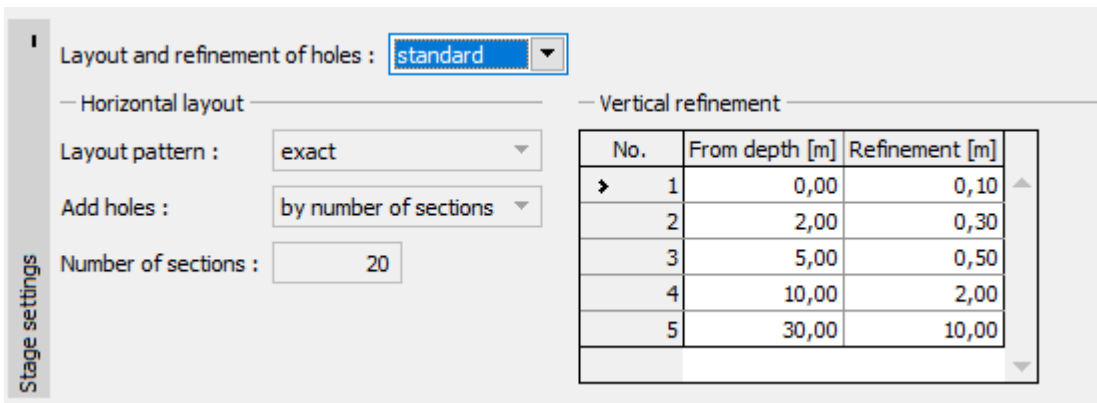 Layout and refinement of holes : standard
Horizontal layout
Layout pattern : exact
Add holes : by number of sections
Number of sections : 20
Vertical refinement
No. From depth [m] Refinement [m]
1 0,00 0,10
2 2,00 0,30
3 5,00 0,50
4 10,00 2,00
5 30,00 10,00
Stage settings